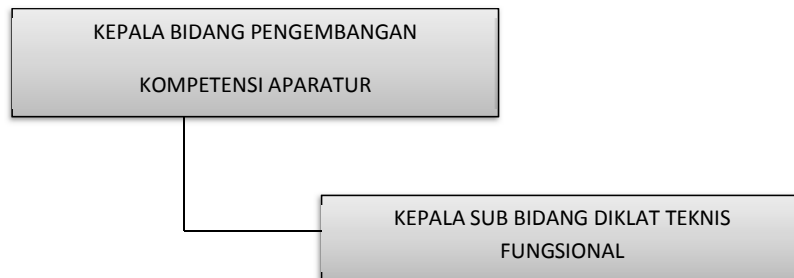 KEPALA BIDANG PENGEMBANGAN
KOMPETENSI APARATUR
KEPALA SUB BIDANG DIKLAT TEKNIS
FUNGSIONAL